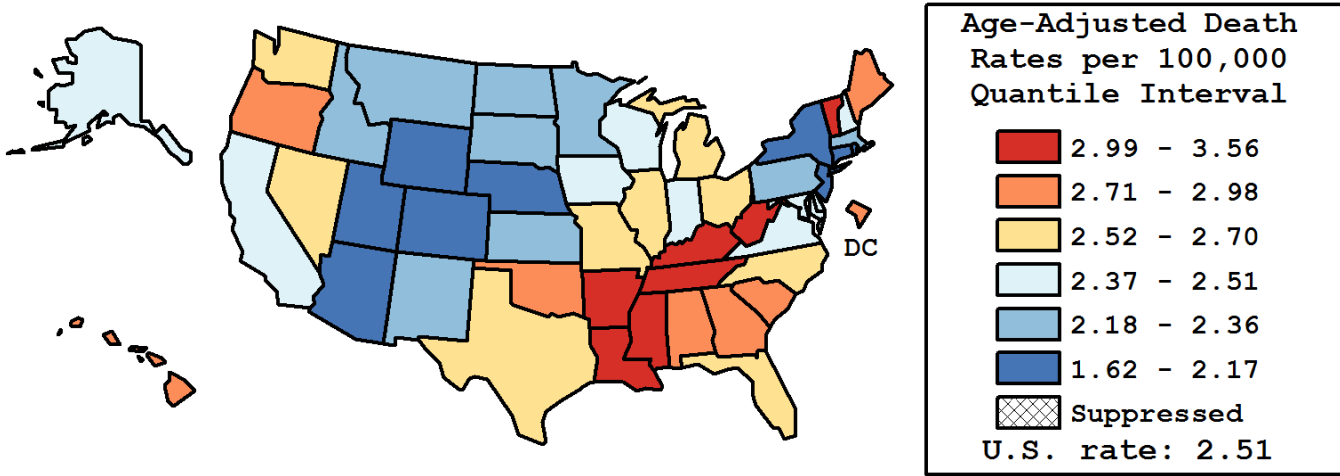 DC
Age-Adjusted Death
Rates per 100,000
Quantile Interval
2.99 - 3.56
2.71 - 2.98
2.52 - 2.70
2.37 - 2.51
2.18 - 2.36
1.62 - 2.17
Suppressed
U.S. rate: 2.51